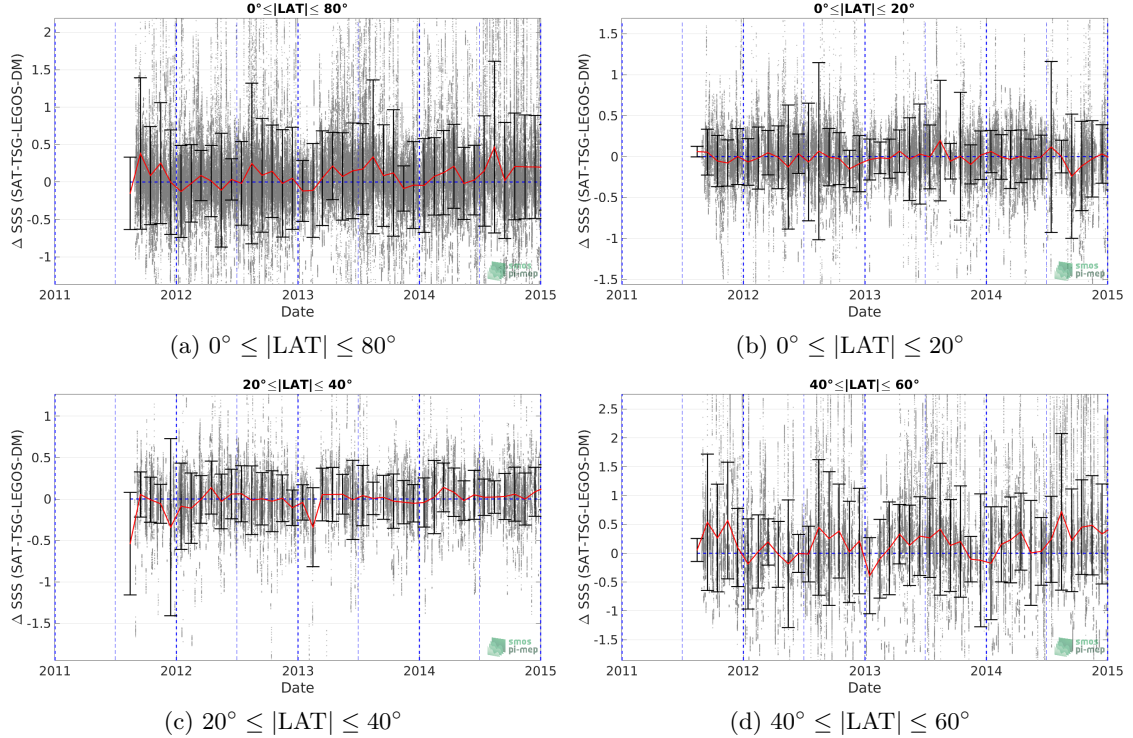 0°≤|LAT|≤ 80°
Δ SSS (SAT-TSG-LEGOS-DM)
2
1.5
1
0.5
0
-0.5
-1
2011 2012 2013 2014 2015
Date
smos
pi-mep
(a) 0° ≤ |LAT| ≤ 80°
0°≤|LAT|≤ 20°
Δ SSS (SAT-TSG-LEGOS-DM)
1.5
1
0.5
0
-0.5
-1
-1.5
2011 2012 2013 2014 2015
Date
smos
pi-mep
(b) 0° ≤ |LAT| ≤ 20°
20°≤|LAT|≤ 40°
Δ SSS (SAT-TSG-LEGOS-DM)
1
0.5
0
-0.5
-1
-1.5
2011 2012 2013 2014 2015
Date
smos
pi-mep
(c) 20° ≤ |LAT| ≤ 40°
40°≤|LAT|≤ 60°
Δ SSS (SAT-TSG-LEGOS-DM)
2.5
2
1.5
1
0.5
0
-0.5
-1
-1.5
2011 2012 2013 2014 2015
Date
smos
pi-mep
(d) 40° ≤ |LAT| ≤ 60°